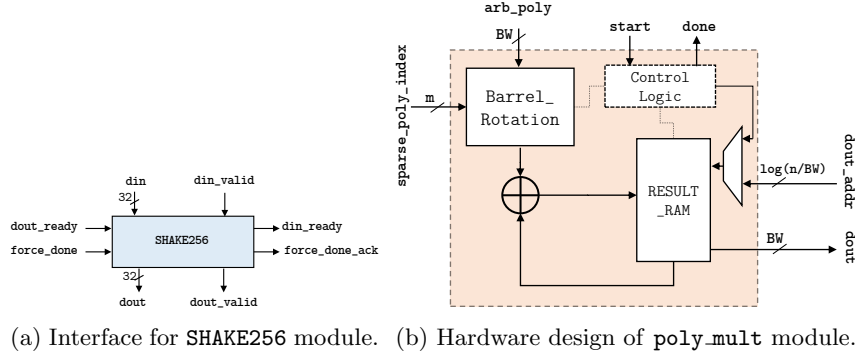 din
din_valid
32
dout_ready
din_ready
SHAKE256
force_done
force_done_ack
32
dout
dout_valid
(a) Interface for SHAKE256 module.
arb_poly
BW
start
done
sparse_poly_index
m
Barrel_
Rotation
Control
Logic
RESULT
_RAM
log(n/BW)
dout_addr
BW
dout
(b) Hardware design of poly_mult module.